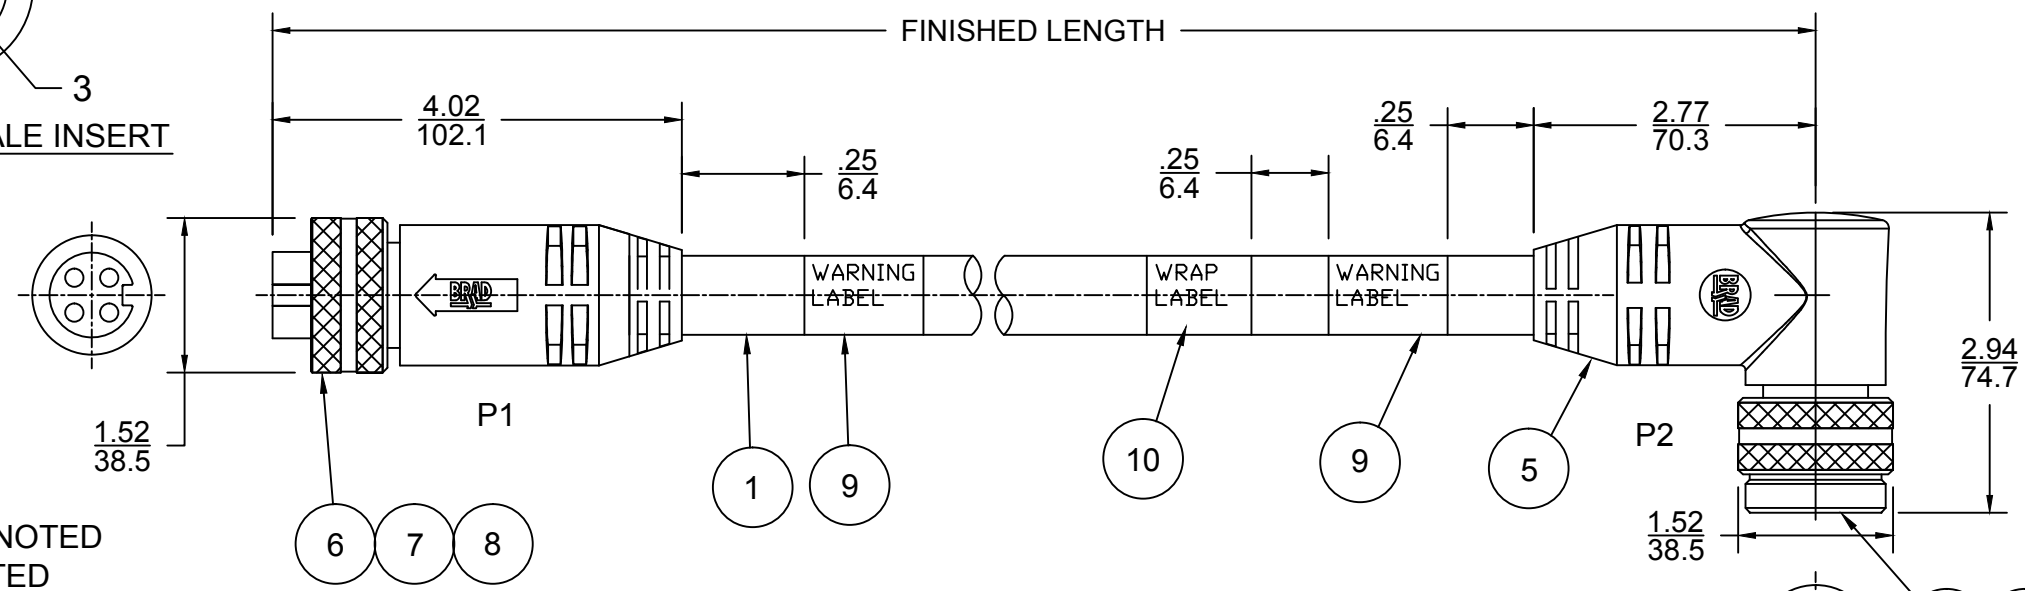 FINISHED LENGTH
3
ALE INSERT
4.02
102.1
.25
6.4
.25
6.4
.25
6.4
2.77
70.3
WARNING
LABEL
WRAP
LABEL
WARNING
LABEL
BRAD
BRAD
2.94
74.7
1.52
38.5
P1
P2
1
9
10
9
5
6
7
8
1.52
38.5
NOTED
TED